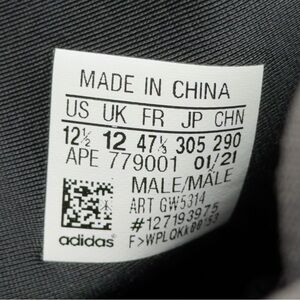 MADE IN CHINA
US UK FR JP CHN
12½ 12 47⅓ 305 290
APE 779001 01/21
MALE/MÂLE
ART GW5314
#127193975
adidas